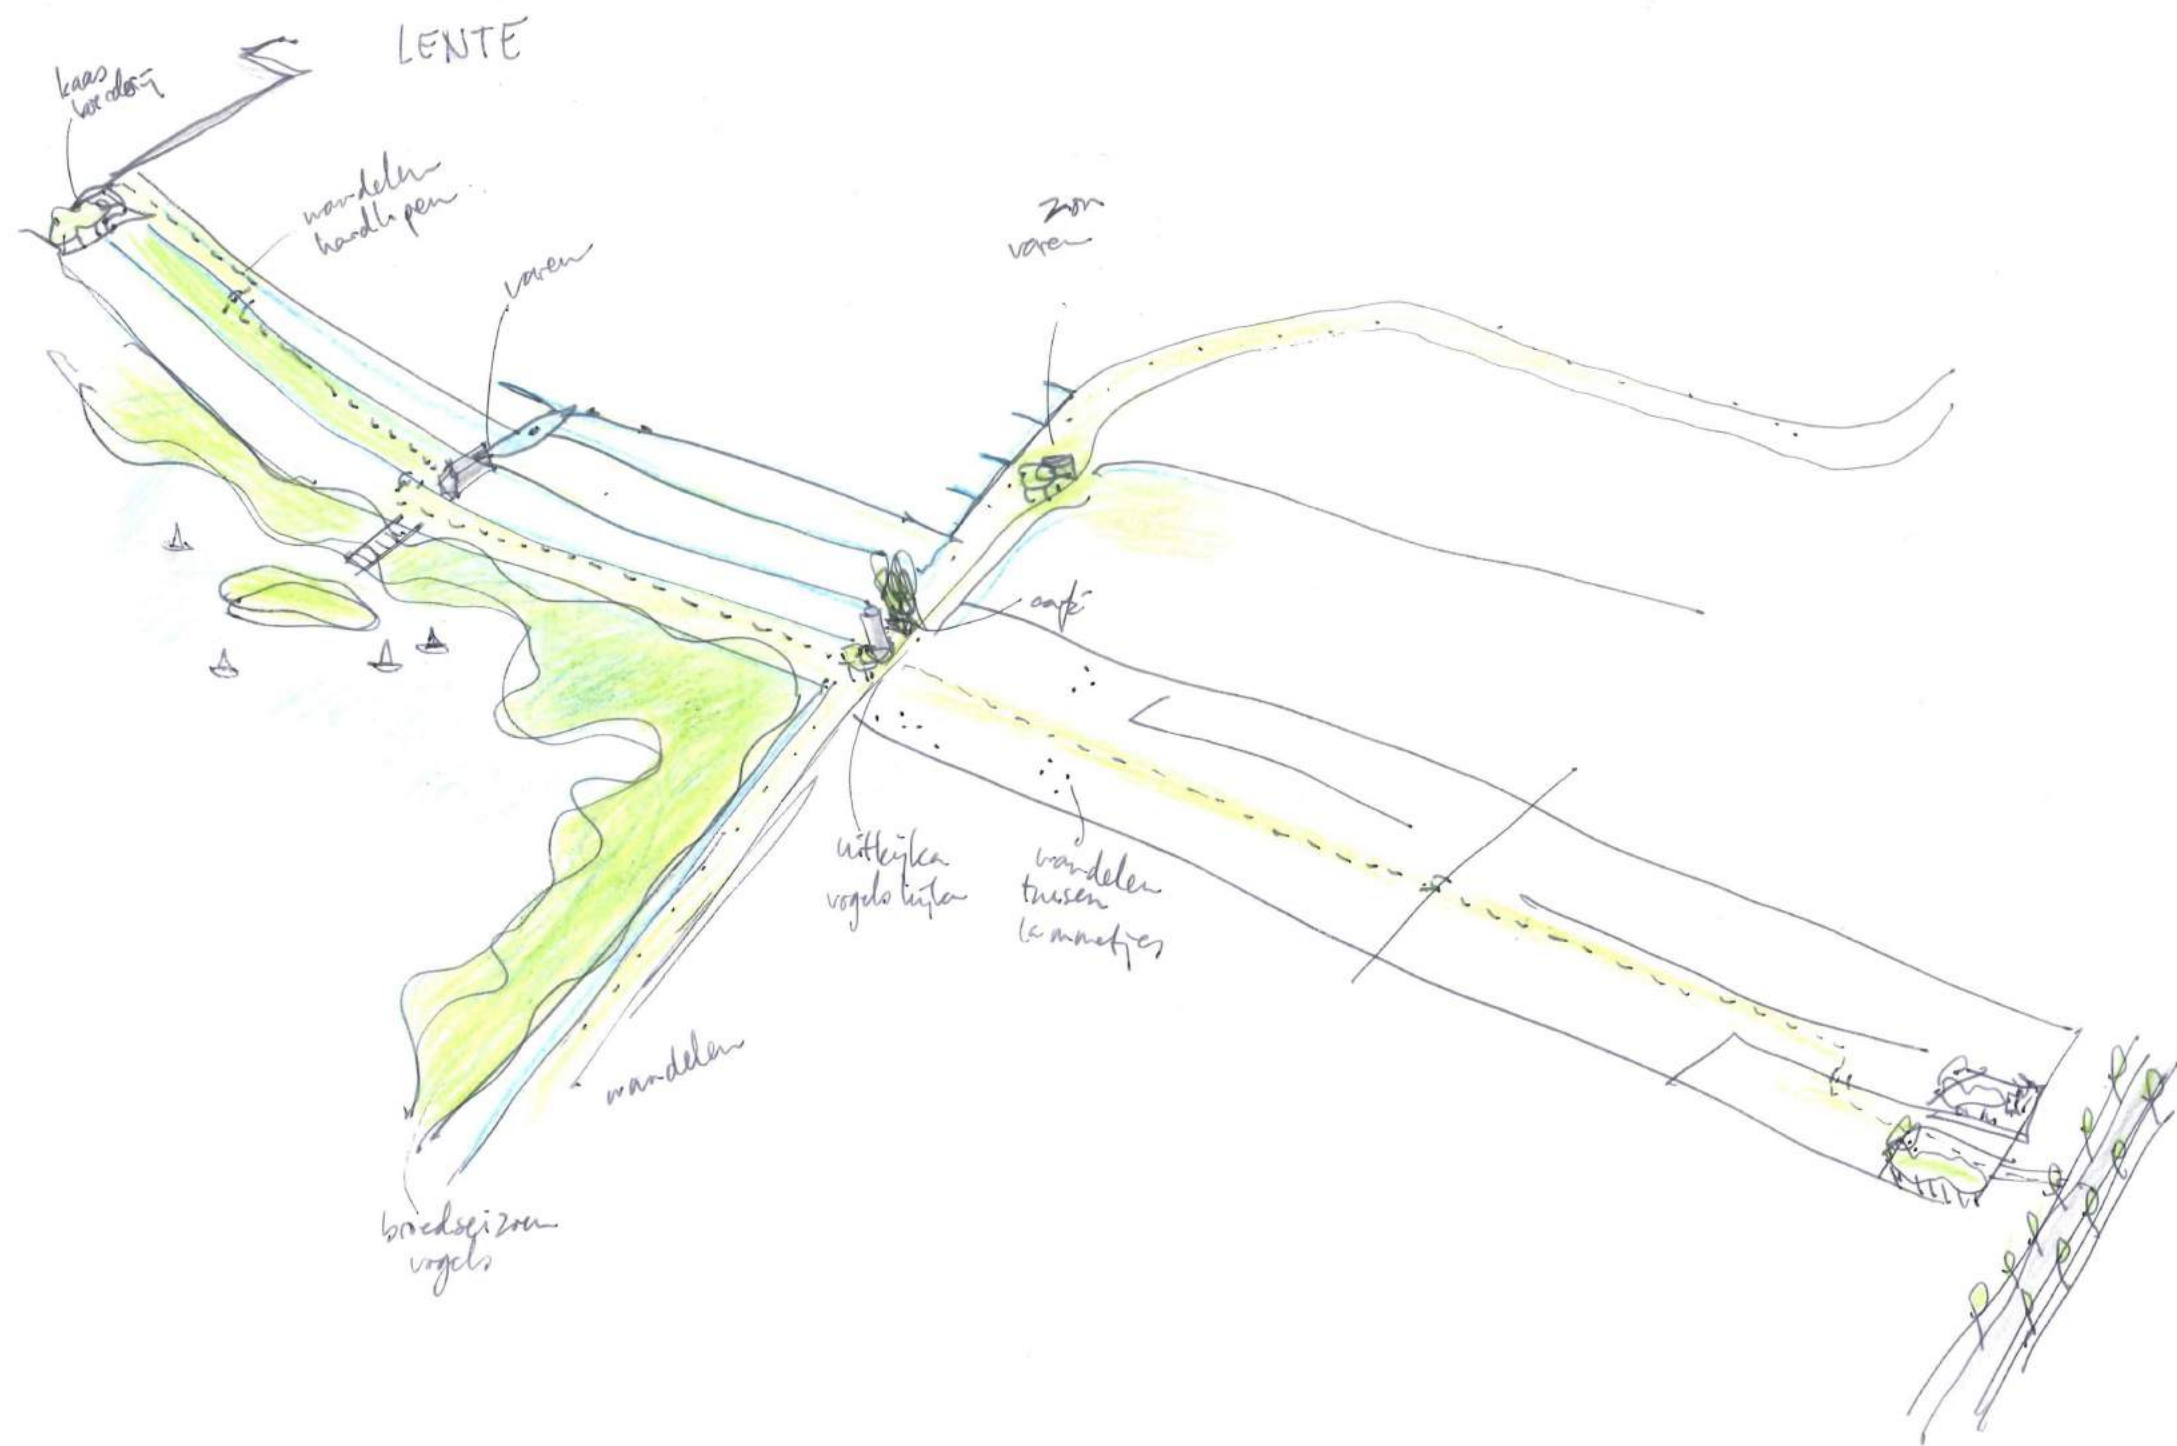 LENTE
kaas
boerderij
wandelen
hardlopen
varen
zon
varen
café
uitkijken
vogels kijken
wandelen
tussen
lammetjes
wandelen
broedseizoen
vogels